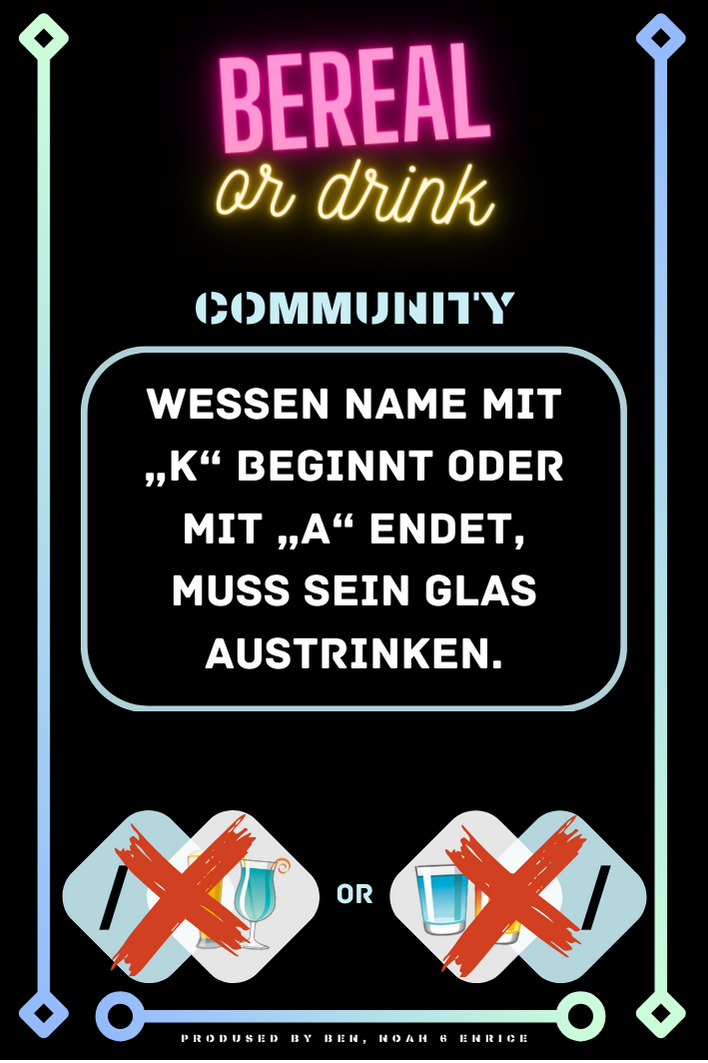 BEREAL
or drink
COMMUNITY
WESSEN NAME MIT
„K“ BEGINNT ODER
MIT „A“ ENDET,
MUSS SEIN GLAS
AUSTRINKEN.
/ OR /
PRODUSED BY BEN, NOAH & ENRICE